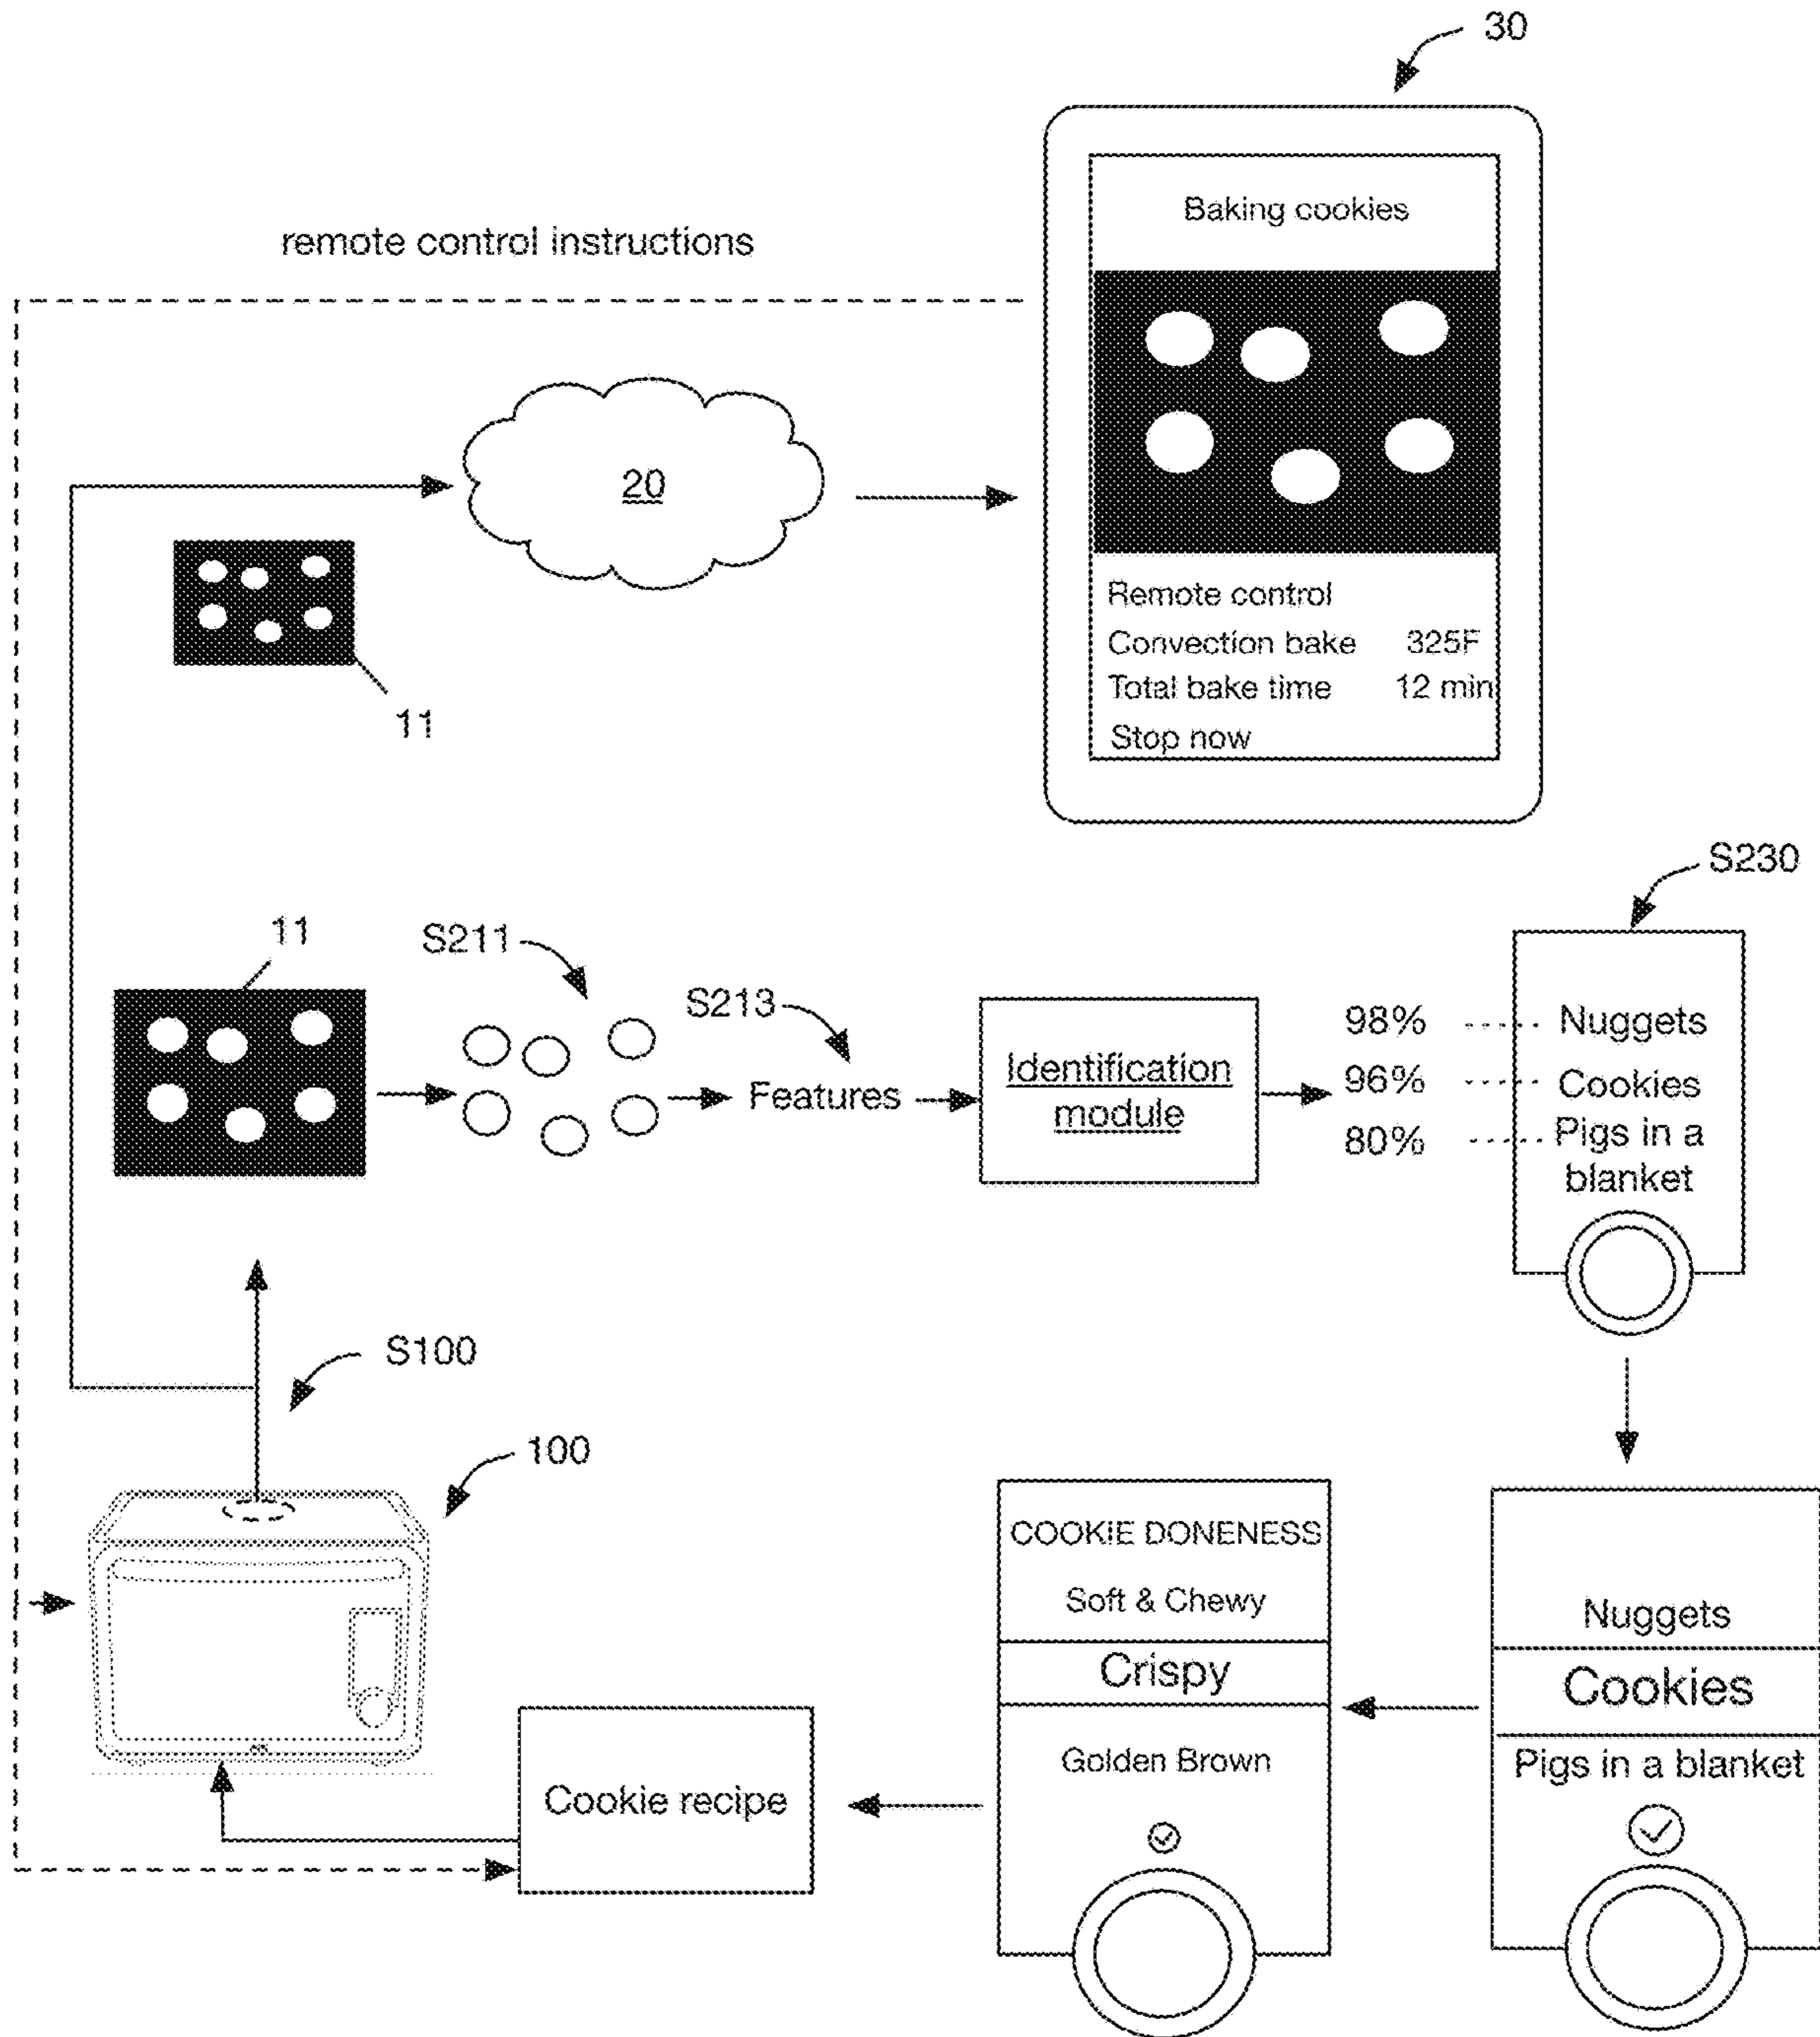 30
Baking cookies
remote control instructions
20
11
Remote control
Convection bake 325F
Total bake time 12 min
Stop now
S230
11
S211
S213
Features
Identification
module
98% Nuggets
96% Cookies
80% Pigs in a
blanket
S100
100
COOKIE DONENESS
Soft & Chewy
Crispy
Golden Brown
Nuggets
Cookies
Pigs in a blanket
Cookie recipe